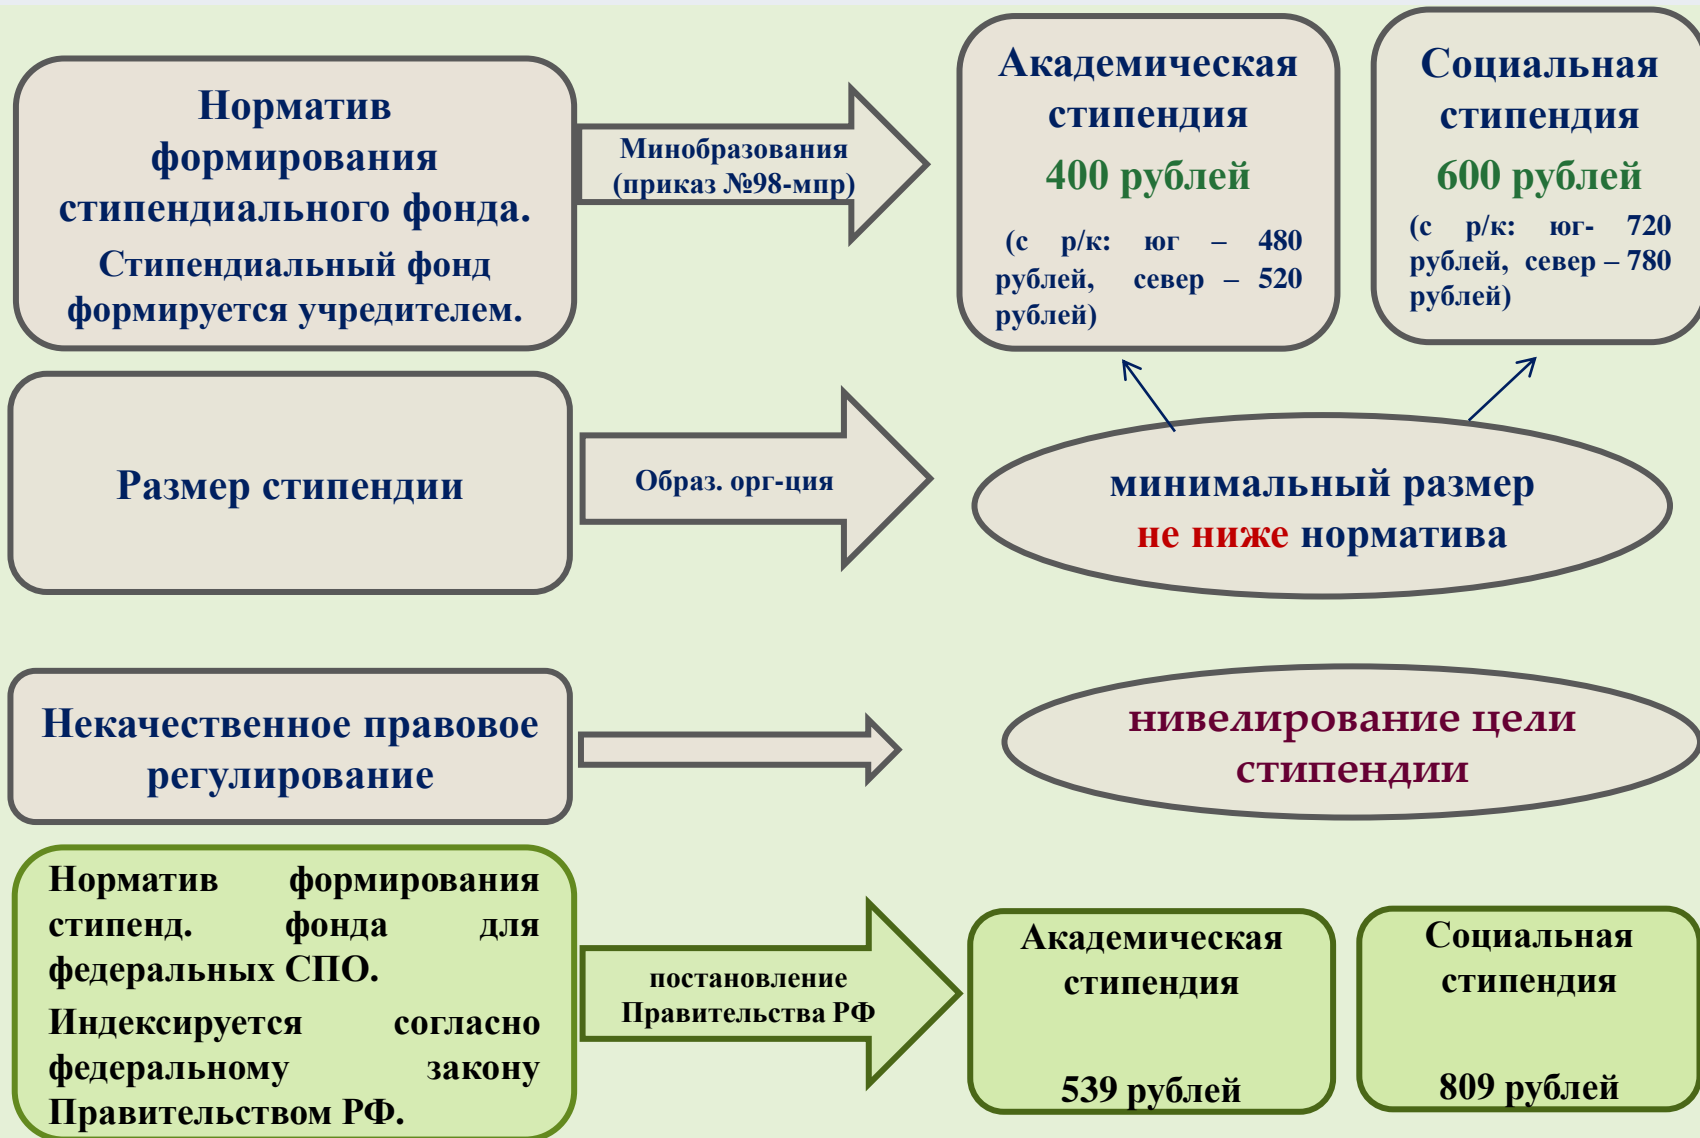 Норматив
формирования
стипендиального фонда.
Стипендиальный фонд
формируется учредителем.
Минобразования
(приказ №98-мпр)
Академическая
стипендия
400 рублей
(с р/к: юг – 480
рублей, север – 520
рублей)
Социальная
стипендия
600 рублей
(с р/к: юг- 720
рублей, север – 780
рублей)
Размер стипендии
Образ. орг-ция
минимальный размер
не ниже норматива
Некачественное правовое
регулирование
нивелирование цели
стипендии
Норматив формирования
стипенд. фонда для
федеральных СПО.
Индексируется согласно
федеральному закону
Правительством РФ.
постановление
Правительства РФ
Академическая
стипендия
539 рублей
Социальная
стипендия
809 рублей